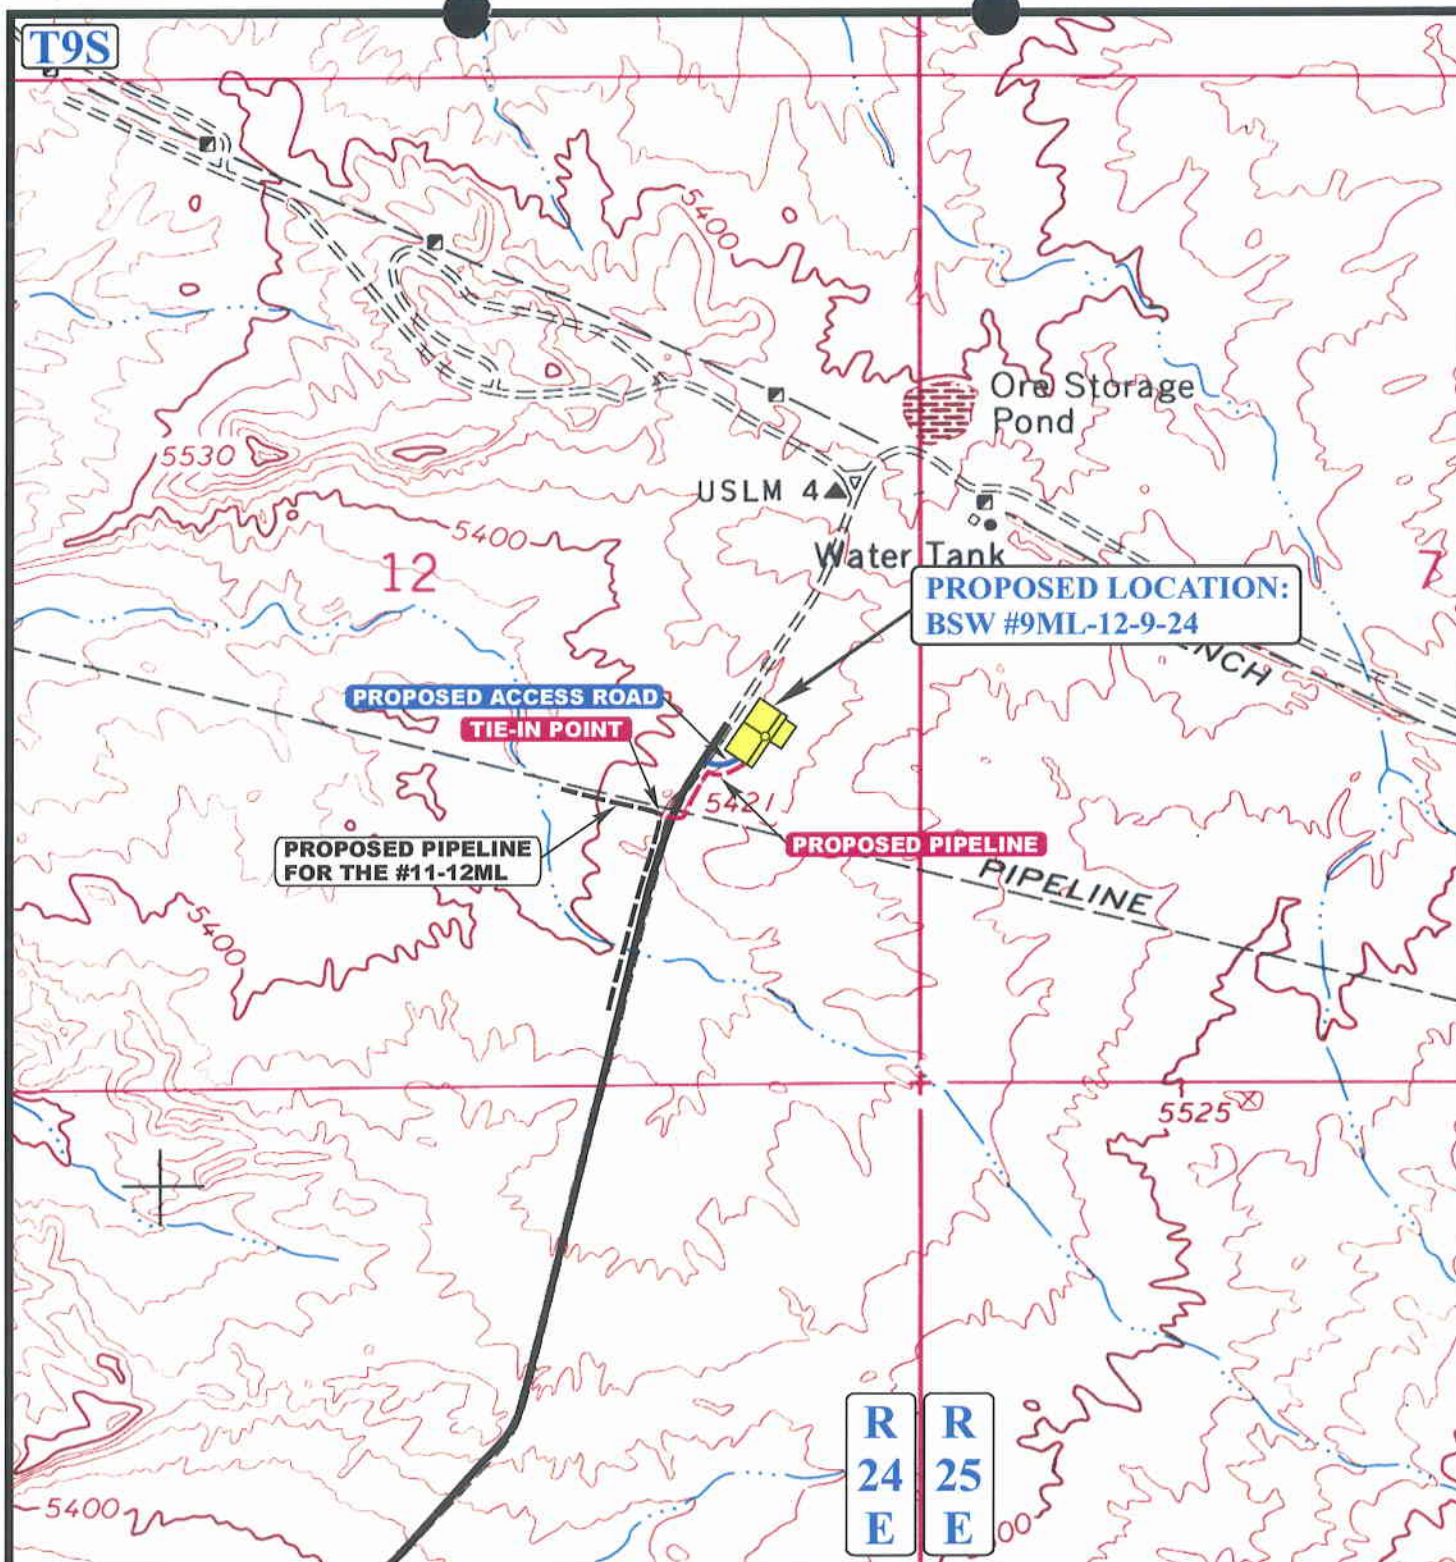 T9S
5400
Ore Storage
Pond
5530
USLM 4
5400
Water Tank
12
7
PROPOSED LOCATION:
BSW #9ML-12-9-24
ENCH
PROPOSED ACCESS ROAD
TIE-IN POINT
5421
PROPOSED PIPELINE
FOR THE #11-12ML
PROPOSED PIPELINE
PIPELINE
5400
5525
R
24
E
R
25
E
5400
00